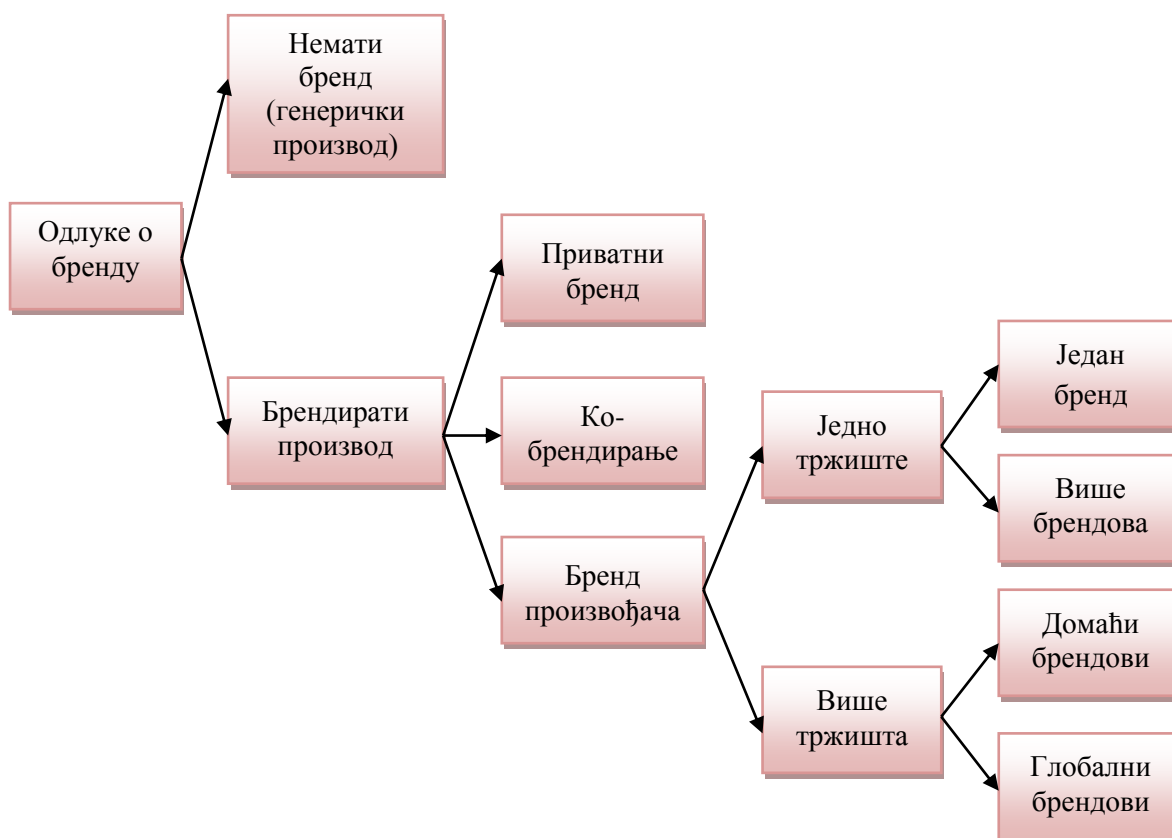 Немати
бренд
(генерички
производ)
Одлуке о
бренду
Приватни
бренд
Брендирати
производ
Ко-
брендирање
Бренд
произвођача
Једно
тржиште
Више
тржишта
Један
бренд
Више
брендова
Домаћи
брендови
Глобални
брендови